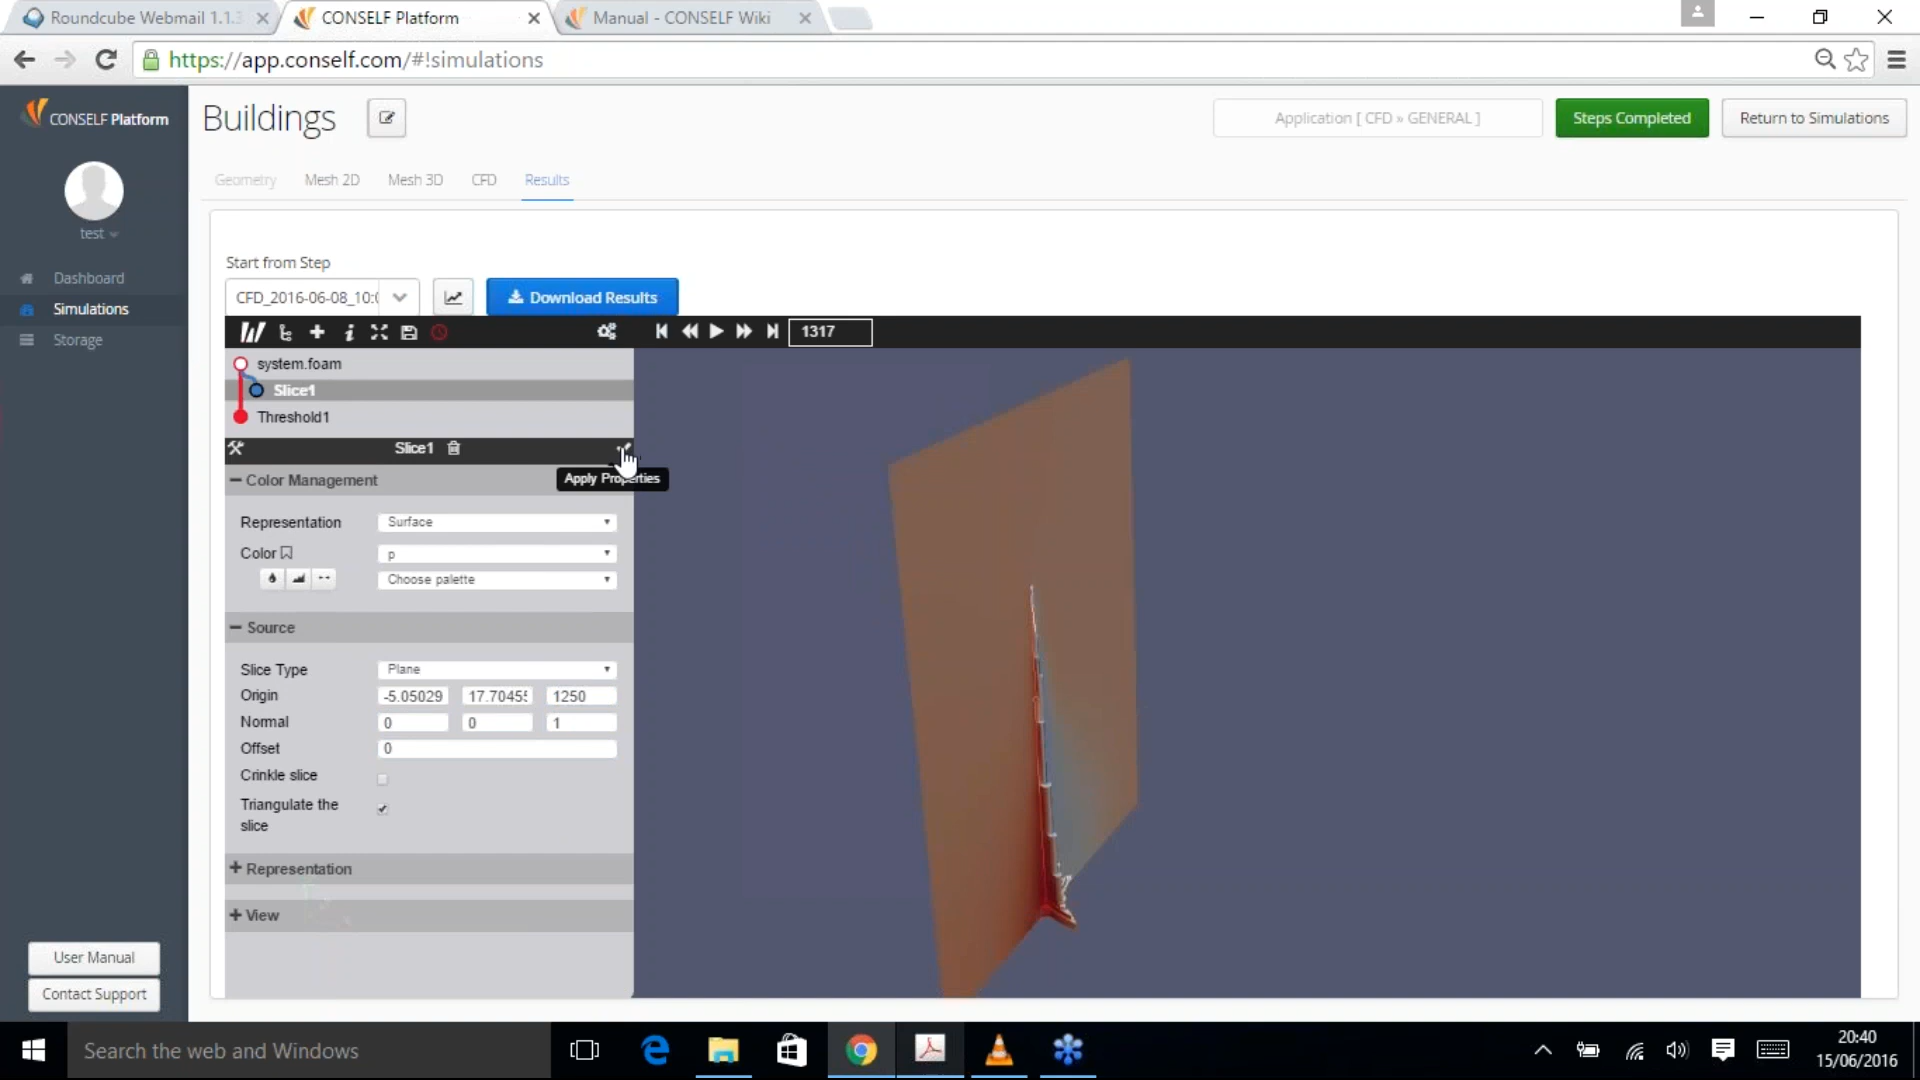 Roundcube Webmail 1.1.3
CONSELF Platform
Manual - CONSELF Wiki
https://app.conself.com/#!simulations
CONSELF Platform
Buildings
Application [ CFD » GENERAL ]
Steps Completed
Return to Simulations
Geometry
Mesh 2D
Mesh 3D
CFD
Results
test
Dashboard
Simulations
Storage
Start from Step
CFD_2016-06-08_10:
Download Results
1317
system.foam
Slice1
Threshold1
Slice1
Apply Properties
Color Management
Representation
Surface
Color
p
Choose palette
Source
Slice Type
Plane
Origin
-5.05029
17.7045
1250
Normal
0
0
1
Offset
0
Crinkle slice
Triangulate the
slice
Representation
View
User Manual
Contact Support
Search the web and Windows
20:40
15/06/2016